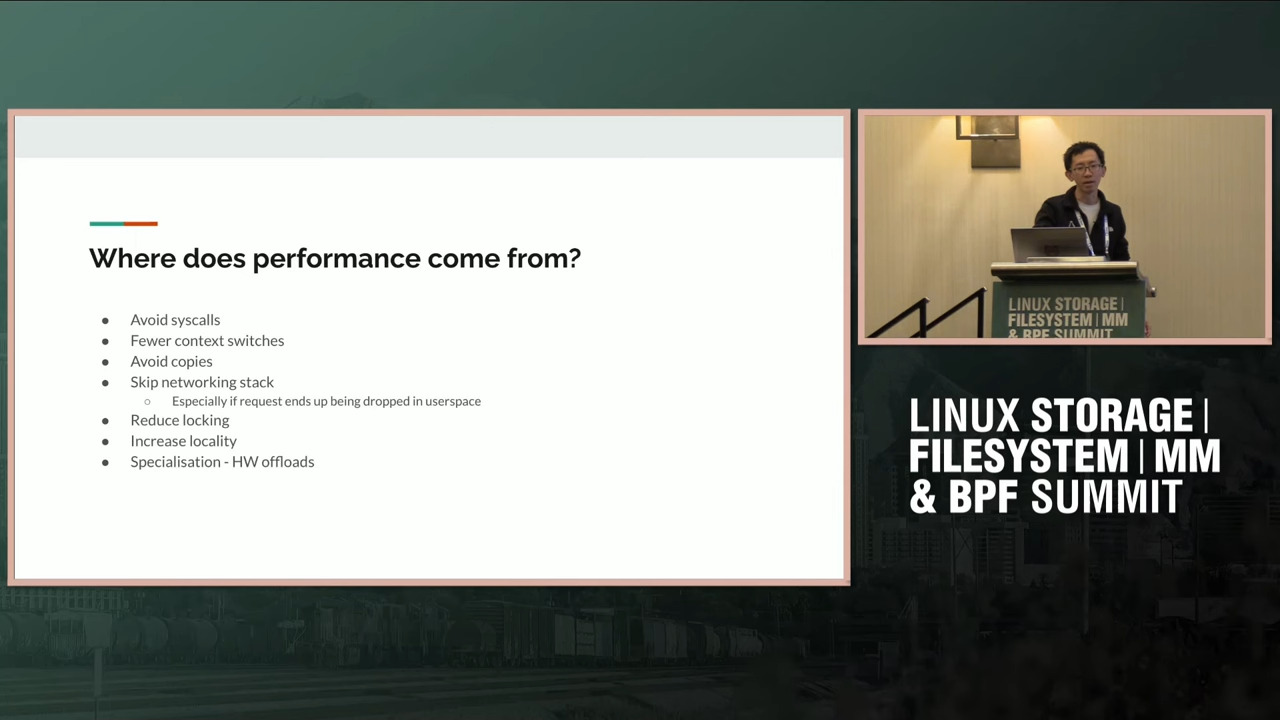 Where does performance come from?
● Avoid syscalls
● Fewer context switches
● Avoid copies
● Skip networking stack
○ Especially if request ends up being dropped in userspace
● Reduce locking
● Increase locality
● Specialisation - HW offloads
LINUX STORAGE |
FILESYSTEM | MM
& BPF SUMMIT
LINUX STORAGE |
FILESYSTEM | MM
& BPF SUMMIT